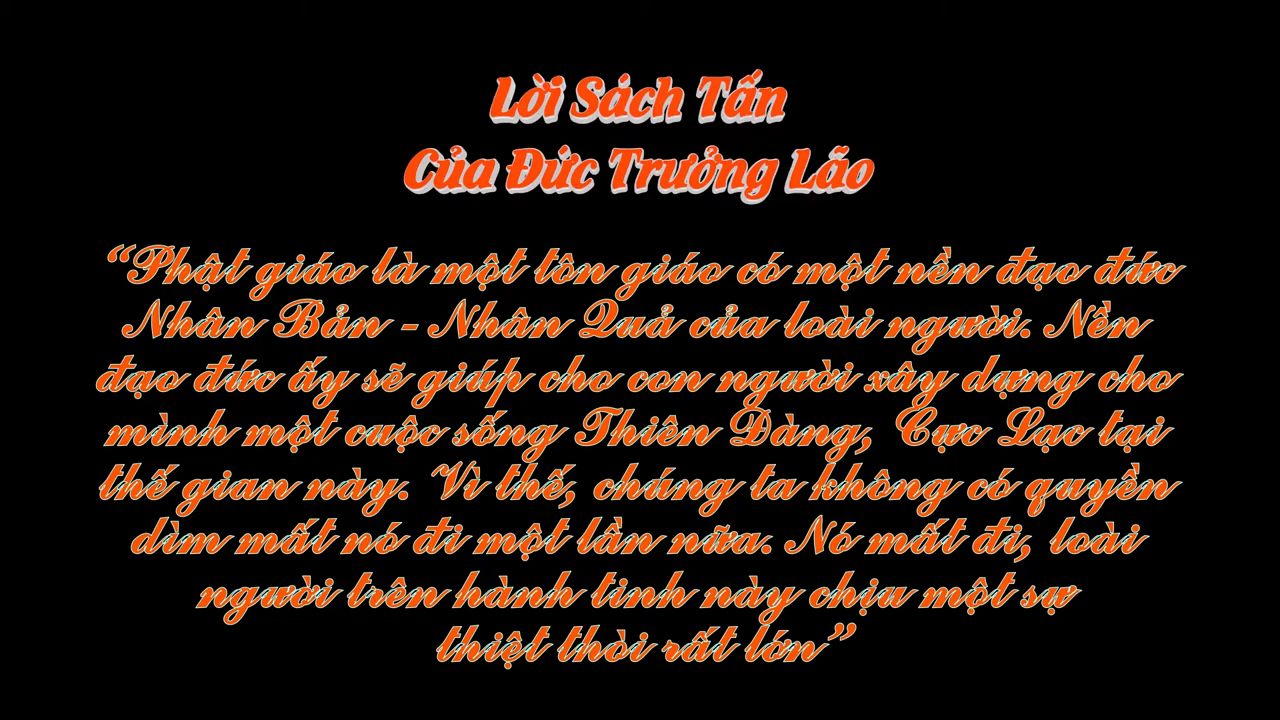 Lời Sách Tấn
Của Đức Trưởng Lão
“Phật giáo là một tôn giáo có một nền đạo đức
Nhân Bản - Nhân Quả của loài người. Nền
đạo đức ấy sẽ giúp cho con người xây dựng cho
mình một cuộc sống Thiên Đàng, Cực Lạc tại
thế gian này. Vì thế, chúng ta không có quyền
dìm mất nó đi một lần nữa. Nó mất đi, loài
người trên hành tinh này chịu một sự
thiệt thòi rất lớn”